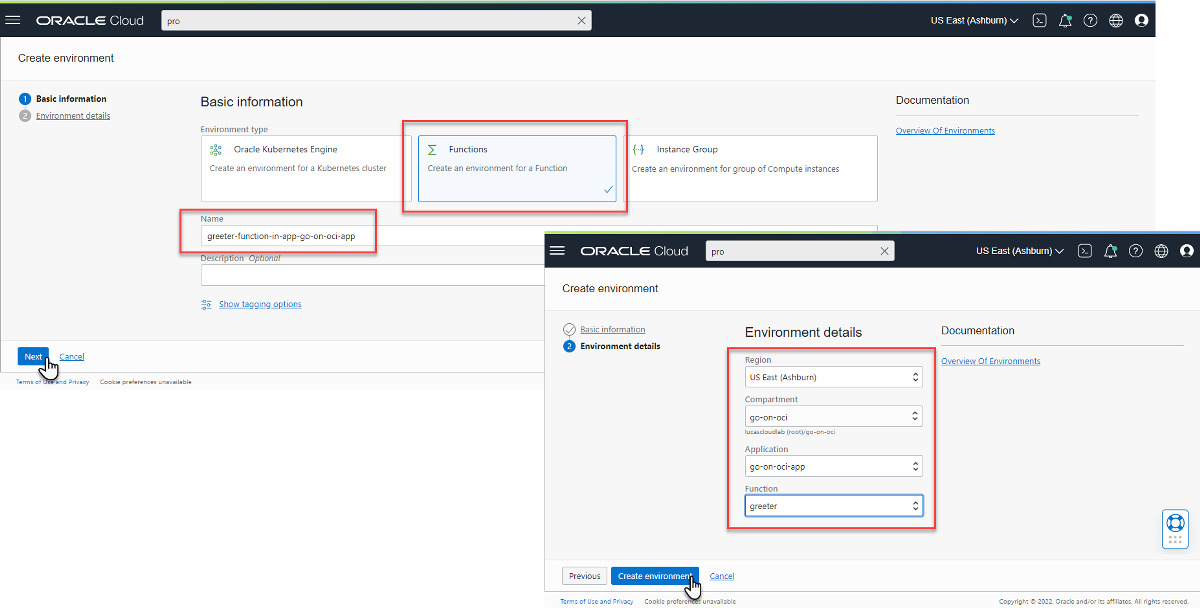 ORACLE Cloud
pro
US East (Ashburn)
Create environment
1 Basic information
2 Environment details
Basic information
Environment type
Oracle Kubernetes Engine
Create an environment for a Kubernetes cluster
Functions
Create an environment for a Function
Instance Group
Create an environment for group of Compute instances
Name
greeter-function-in-app-go-on-oci-app
Description Optional
Show tagging options
Documentation
Overview Of Environments
Next
Cancel
Terms of Use and Privacy
Cookie preferences unavailable
ORACLE Cloud
pro
US East (Ashburn)
Create environment
Basic information
2 Environment details
Environment details
Region
US East (Ashburn)
Compartment
go-on-oci
lucascloudlab (root)/go-on-oci
Application
go-on-oci-app
Function
greeter
Documentation
Overview Of Environments
Previous
Create environment
Cancel
Terms of Use and Privacy
Cookie preferences unavailable
Copyright © 2022, Oracle and/or its affiliates. All rights reserved.